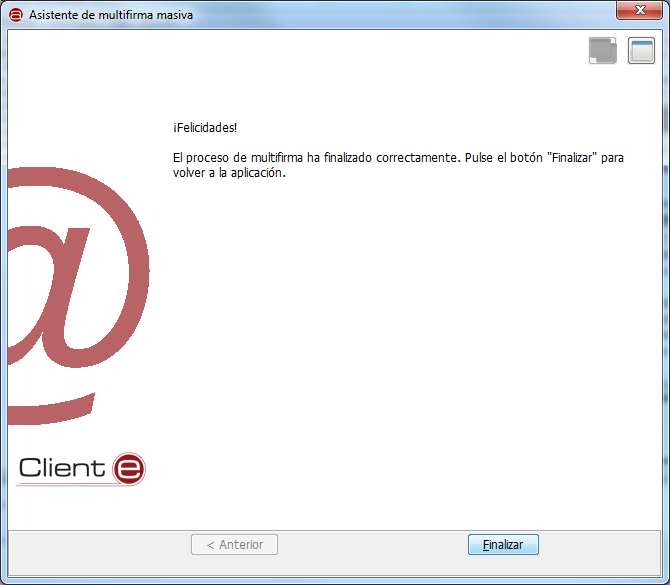 Asistente de multifirma masiva
¡Felicidades!
El proceso de multifirma ha finalizado correctamente. Pulse el botón "Finalizar" para
volver a la aplicación.
@
Client e
< Anterior
Finalizar